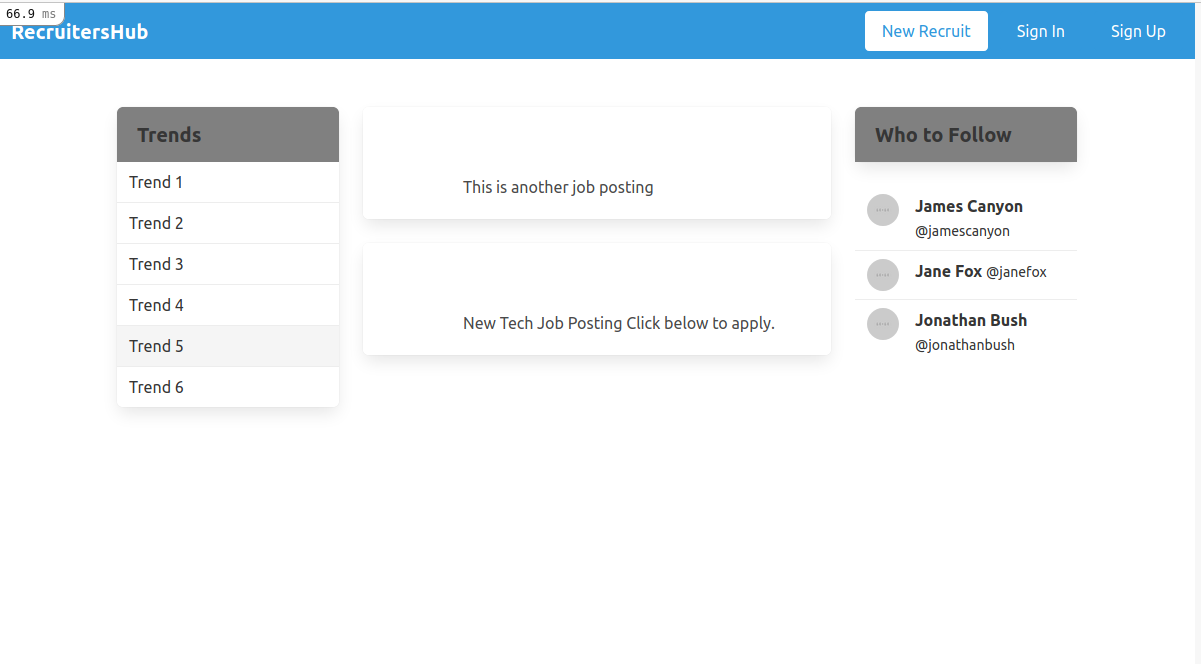 66.9 ms
RecruitersHub
New Recruit
Sign In
Sign Up
Trends
Trend 1
Trend 2
Trend 3
Trend 4
Trend 5
Trend 6
This is another job posting
New Tech Job Posting Click below to apply.
Who to Follow
James Canyon
@jamescanyon
Jane Fox @janefox
Jonathan Bush
@jonathanbush